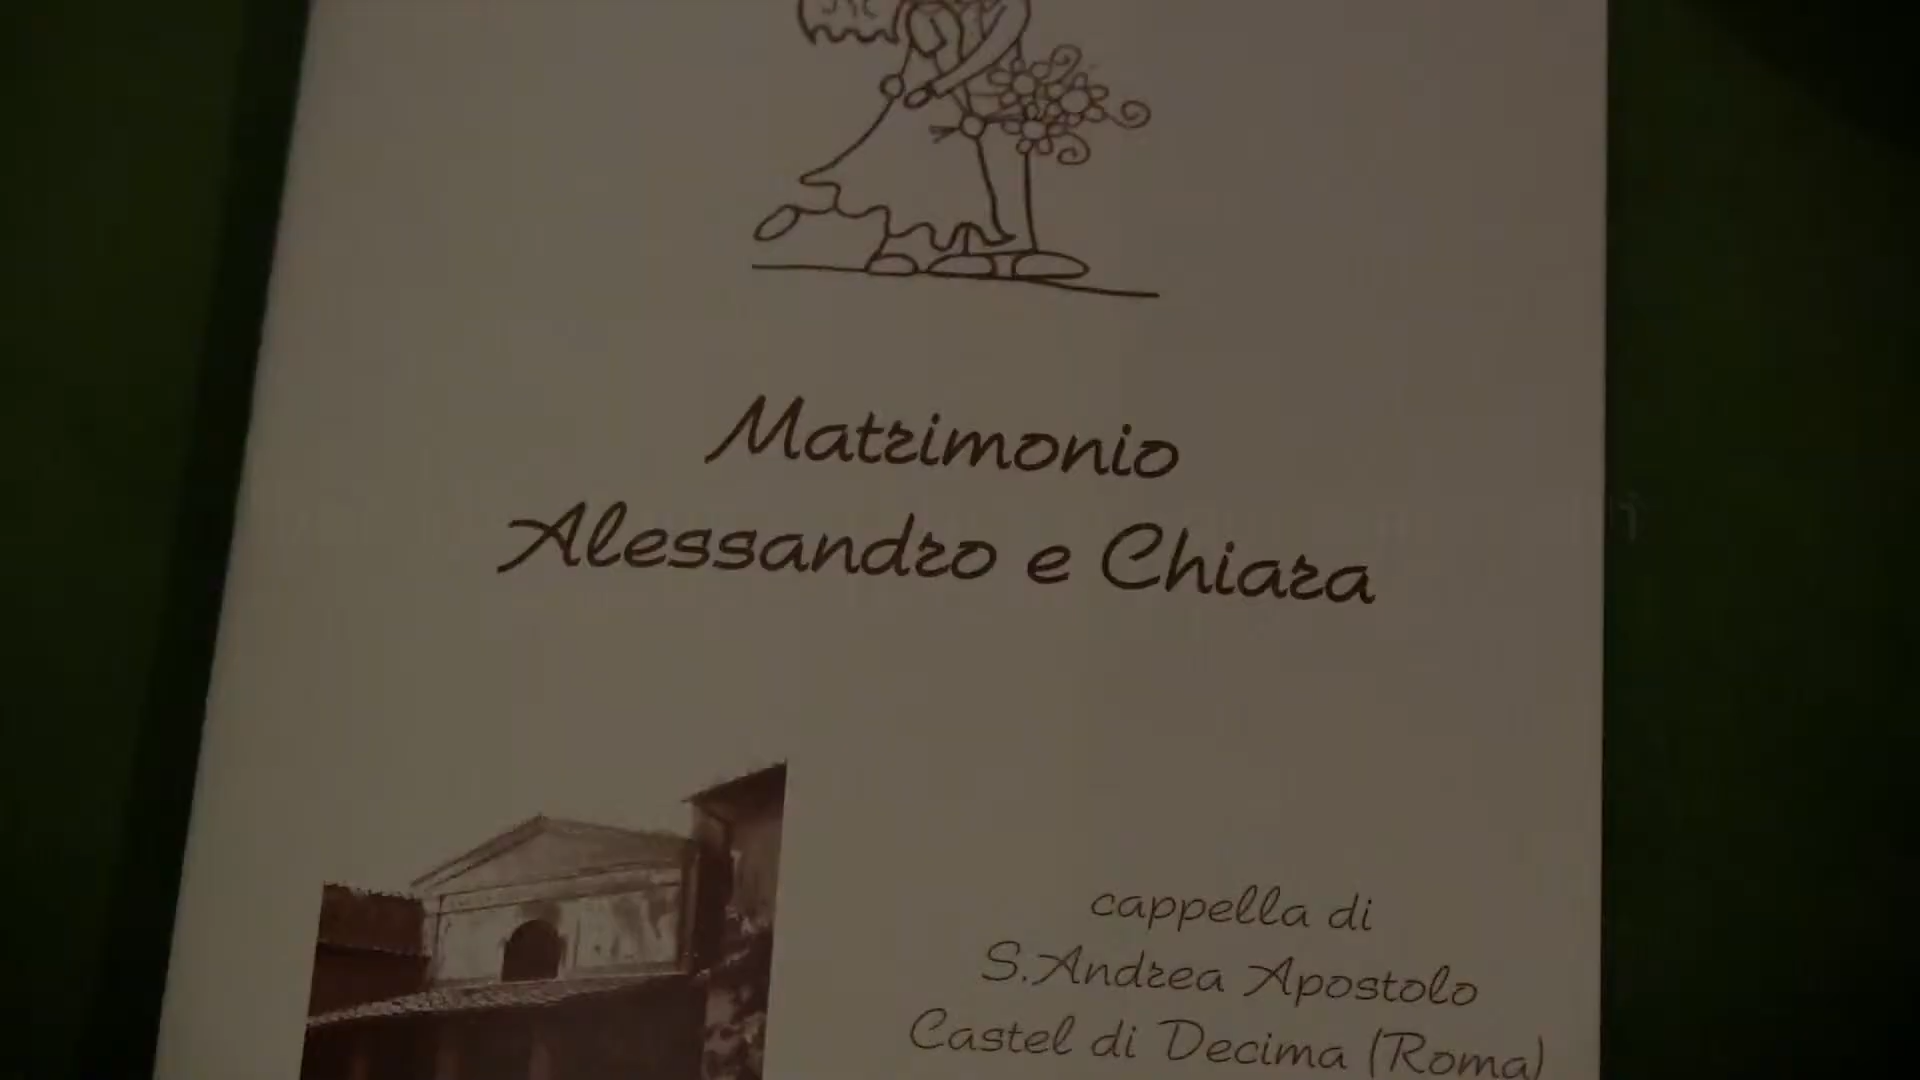 Matrimonio
Alessandro e Chiara
cappella di
S.Andrea Apostolo
Castel di Decima (Roma)